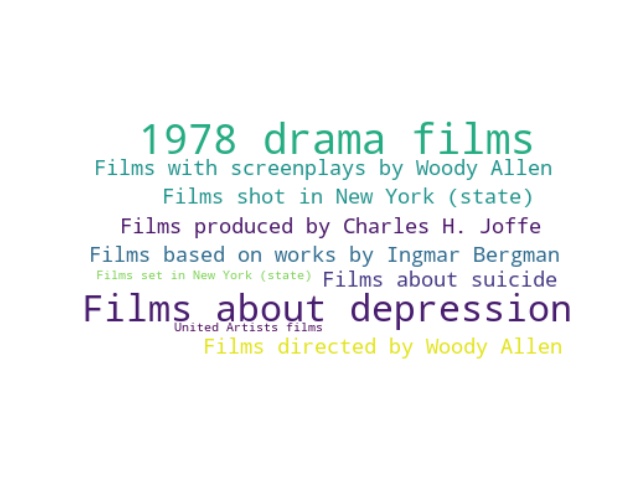 1978 drama films
Films with screenplays by Woody Allen
Films shot in New York (state)
Films produced by Charles H. Joffe
Films based on works by Ingmar Bergman
Films set in New York (state)
Films about suicide
Films about depression
United Artists films
Films directed by Woody Allen